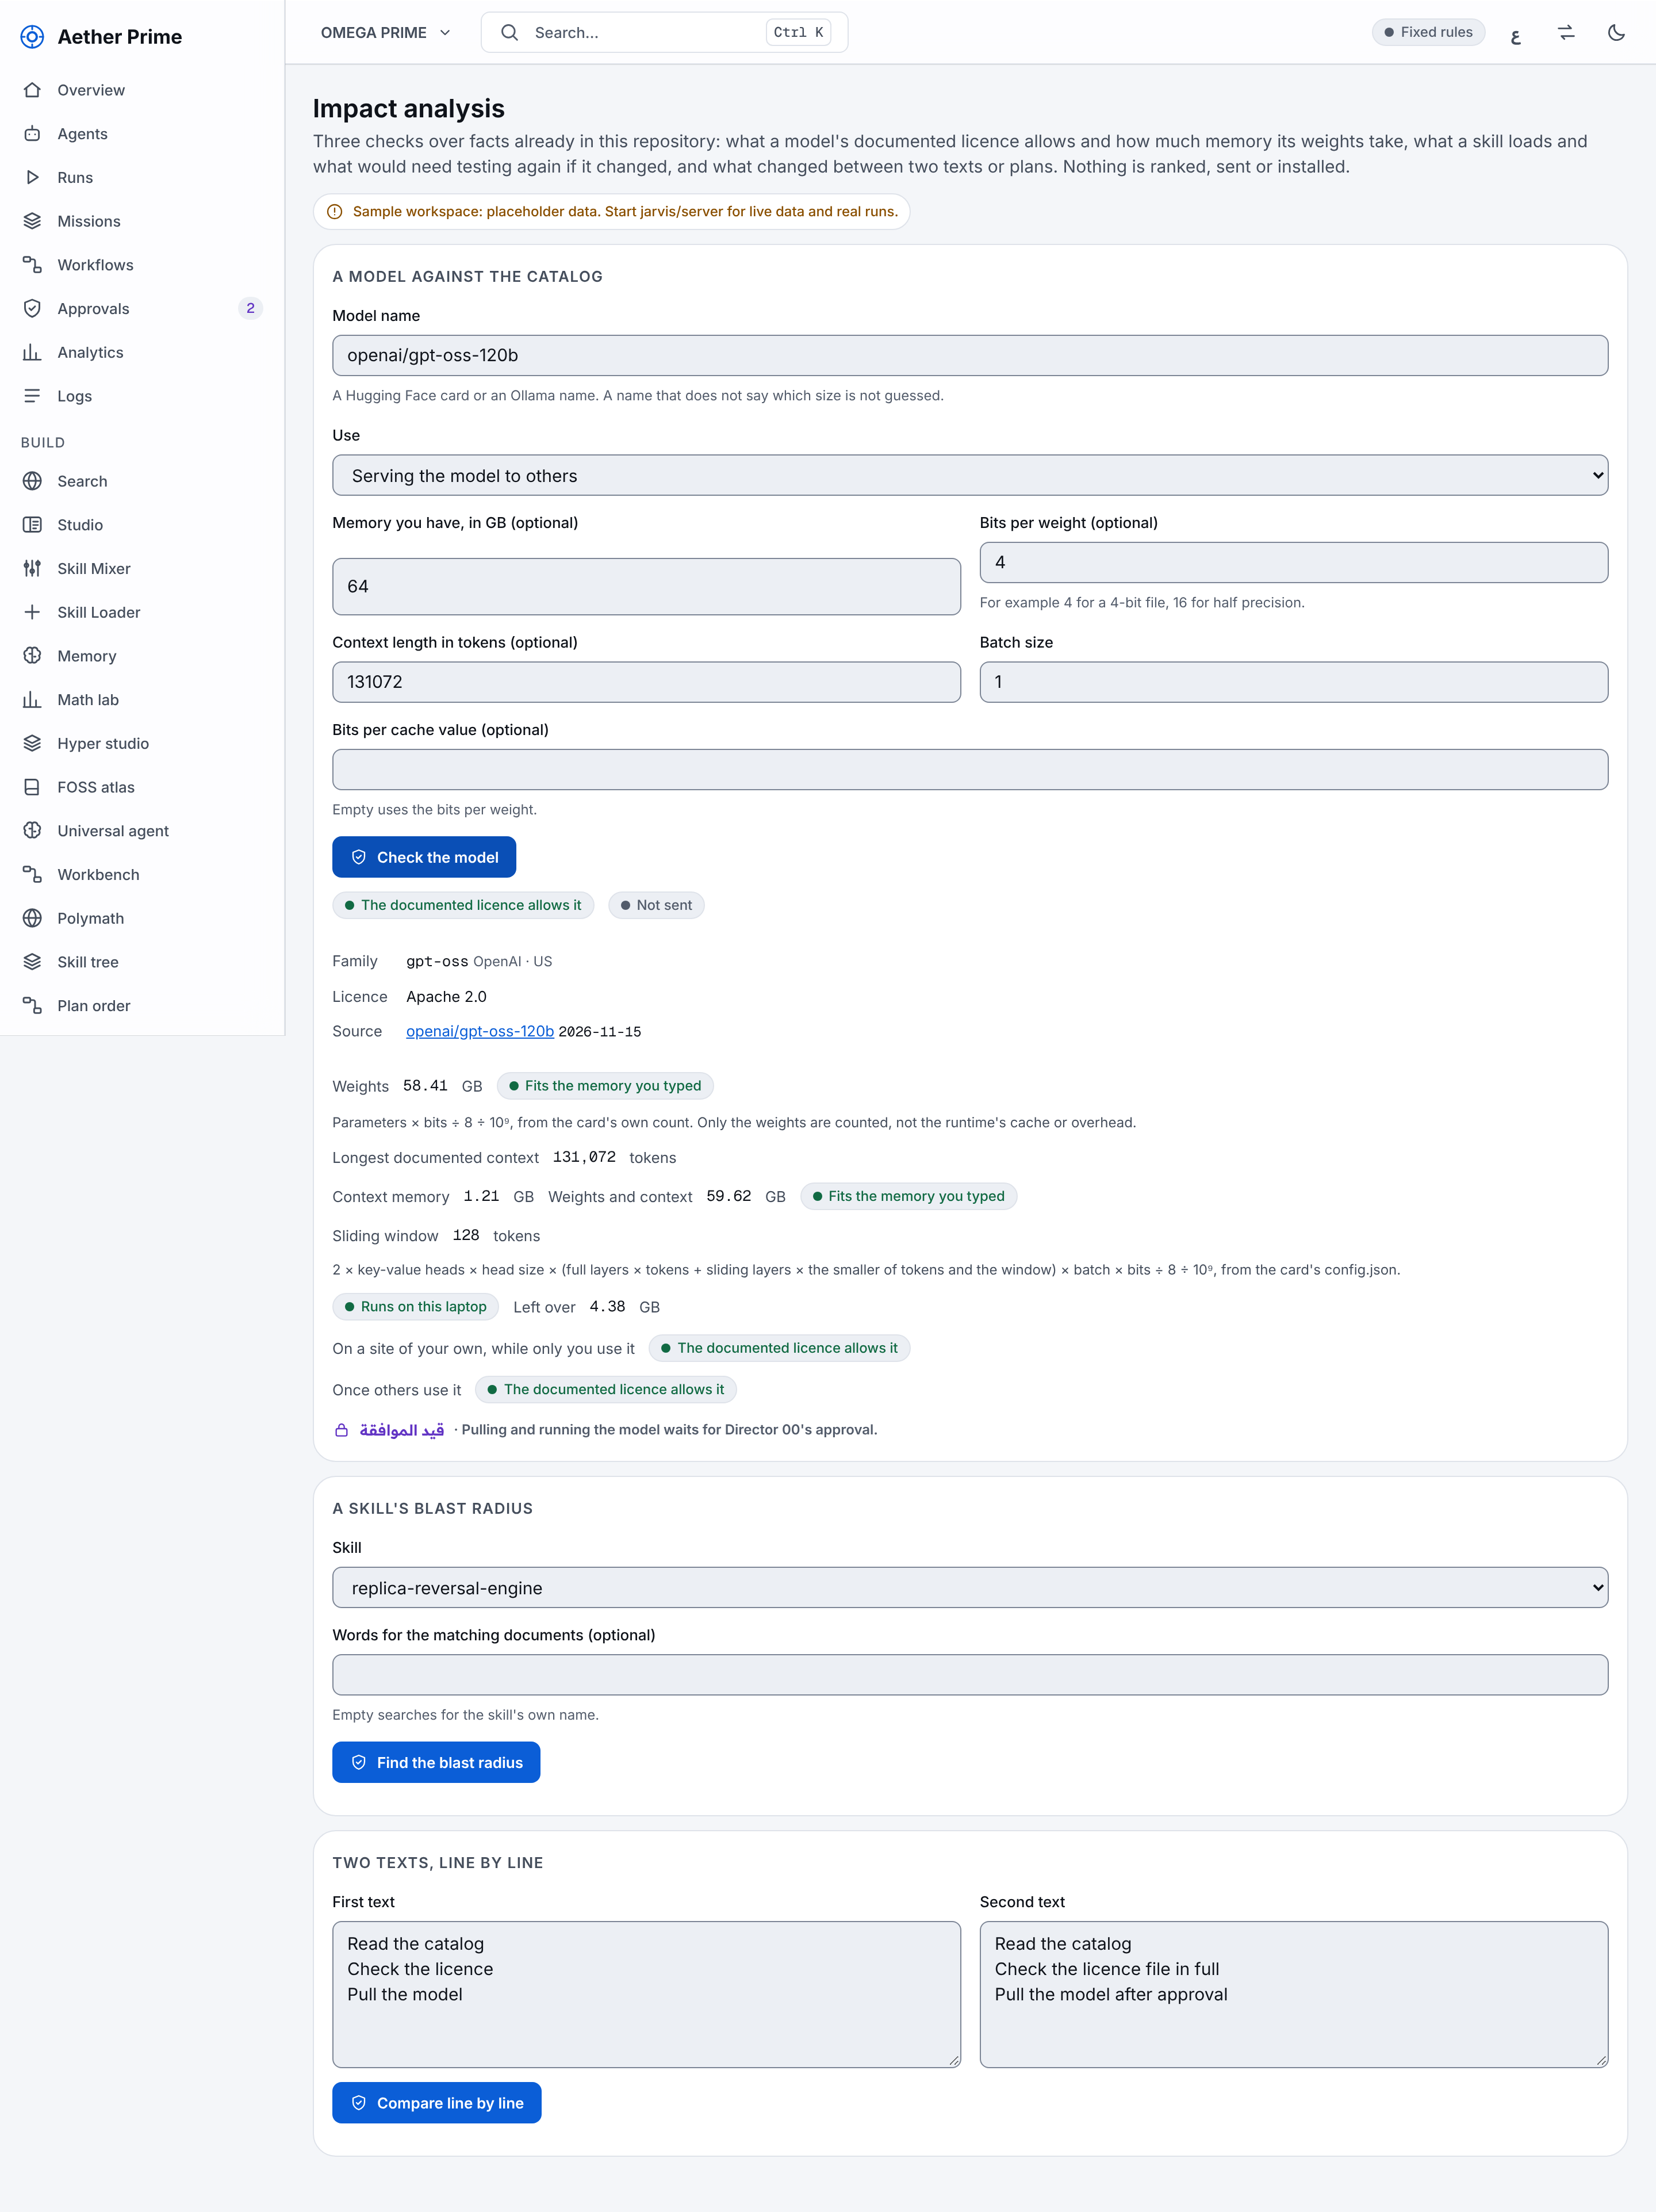 Aether Prime
Overview
Agents
Runs
Missions
Workflows
Approvals 2
Analytics
Logs
BUILD
Search
Studio
Skill Mixer
Skill Loader
Memory
Math lab
Hyper studio
FOSS atlas
Universal agent
Workbench
Polymath
Skill tree
Plan order
OMEGA PRIME
Search...
Ctrl K
Fixed rules
ع
Impact analysis
Three checks over facts already in this repository: what a model's documented licence allows and how much memory its weights take, what a skill loads and
what would need testing again if it changed, and what changed between two texts or plans. Nothing is ranked, sent or installed.
Sample workspace: placeholder data. Start jarvis/server for live data and real runs.
A MODEL AGAINST THE CATALOG
Model name
openai/gpt-oss-120b
A Hugging Face card or an Ollama name. A name that does not say which size is not guessed.
Use
Serving the model to others
Memory you have, in GB (optional)
64
Bits per weight (optional)
4
For example 4 for a 4-bit file, 16 for half precision.
Context length in tokens (optional)
131072
Batch size
1
Bits per cache value (optional)
Empty uses the bits per weight.
Check the model
The documented licence allows it
Not sent
Family gpt-oss OpenAI · US
Licence Apache 2.0
Source openai/gpt-oss-120b 2026-11-15
Weights 58.41 GB Fits the memory you typed
Parameters × bits ÷ 8 ÷ 10⁹, from the card's own count. Only the weights are counted, not the runtime's cache or overhead.
Longest documented context 131,072 tokens
Context memory 1.21 GB Weights and context 59.62 GB Fits the memory you typed
Sliding window 128 tokens
2 × key-value heads × head size × (full layers × tokens + sliding layers × the smaller of tokens and the window) × batch × bits ÷ 8 ÷ 10⁹, from the card's config.json.
Runs on this laptop Left over 4.38 GB
On a site of your own, while only you use it The documented licence allows it
Once others use it The documented licence allows it
قيد الموافقة · Pulling and running the model waits for Director 00's approval.
A SKILL'S BLAST RADIUS
Skill
replica-reversal-engine
Words for the matching documents (optional)
Empty searches for the skill's own name.
Find the blast radius
TWO TEXTS, LINE BY LINE
First text
Read the catalog
Check the licence
Pull the model
Second text
Read the catalog
Check the licence file in full
Pull the model after approval
Compare line by line